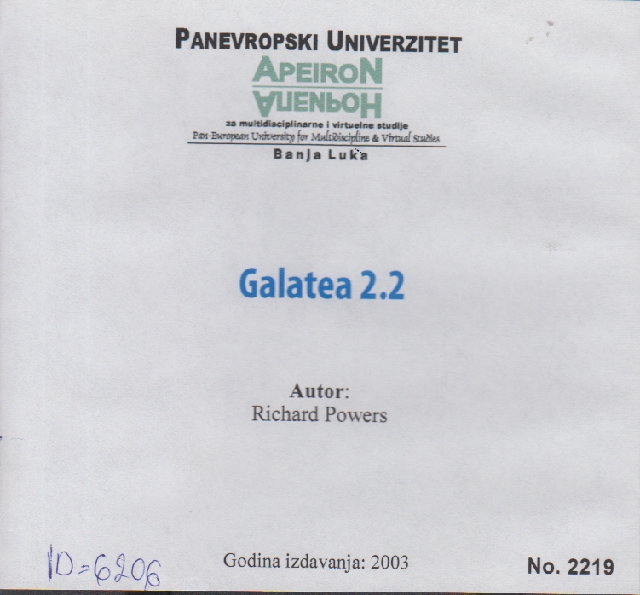 PANEVROPSKI UNIVERZITET
APEIRON
АПЕИРОН
za multidisciplinarne i virtuelne studije
Pan-European University for Multidiscipline & Virtual Studies
Banja Luka
Galatea 2.2
Autor:
Richard Powers
ID=6206
Godina izdavanja: 2003
No. 2219